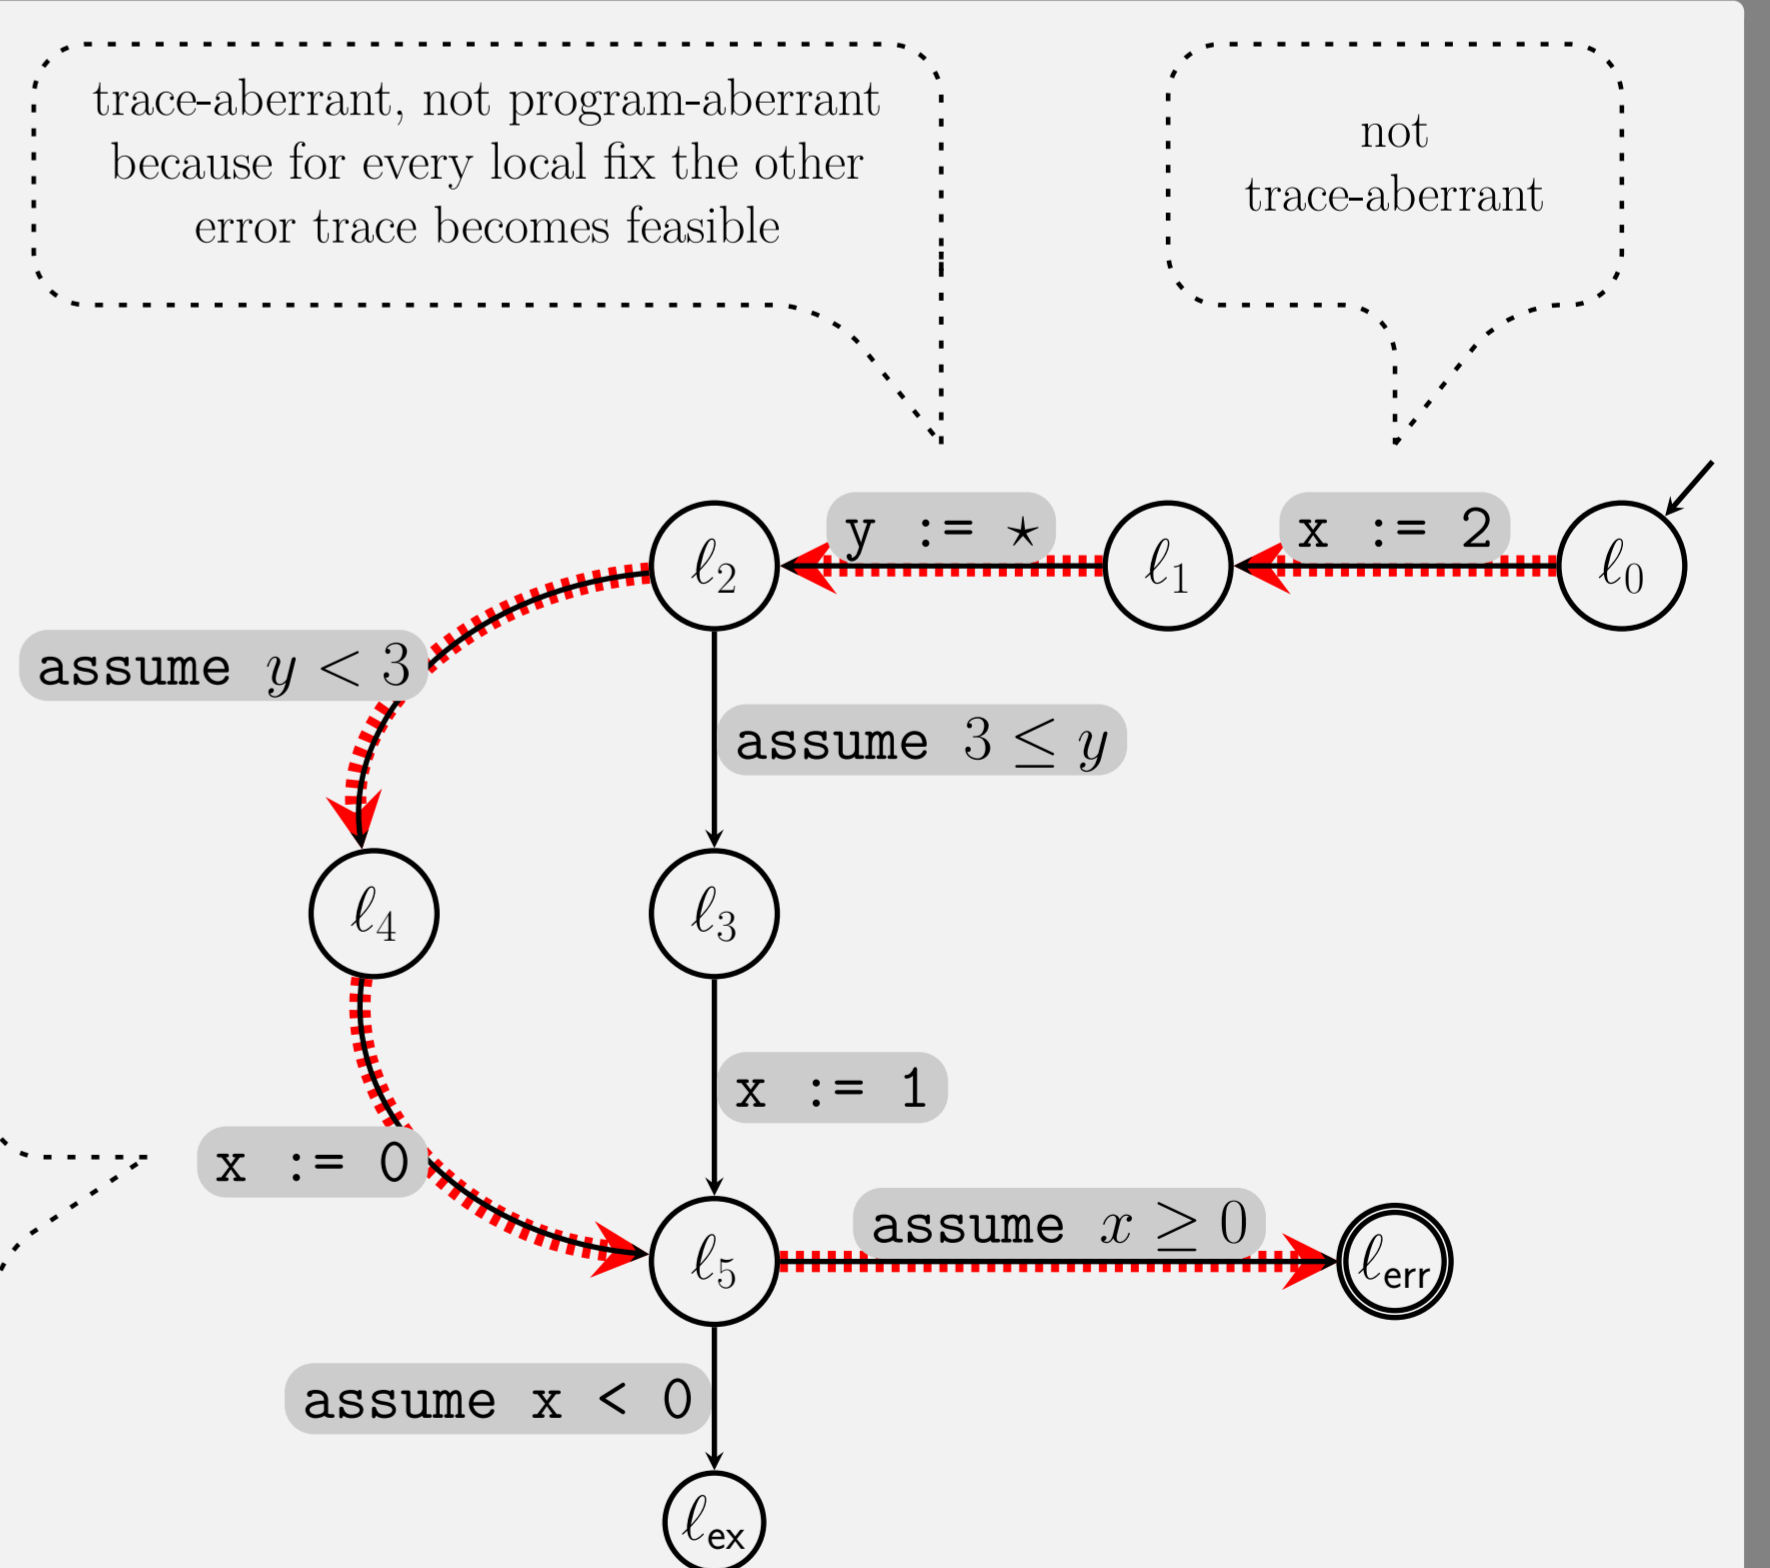 trace-aberrant, not program-aberrant
because for every local fix the other
error trace becomes feasible
not
trace-aberrant
y := ⋆
x := 2
ℓ₂
ℓ₁
ℓ₀
assume y < 3
assume 3 ≤ y
ℓ₄
ℓ₃
x := 1
x := 0
assume x ≥ 0
ℓ₅
ℓerr
assume x < 0
ℓex